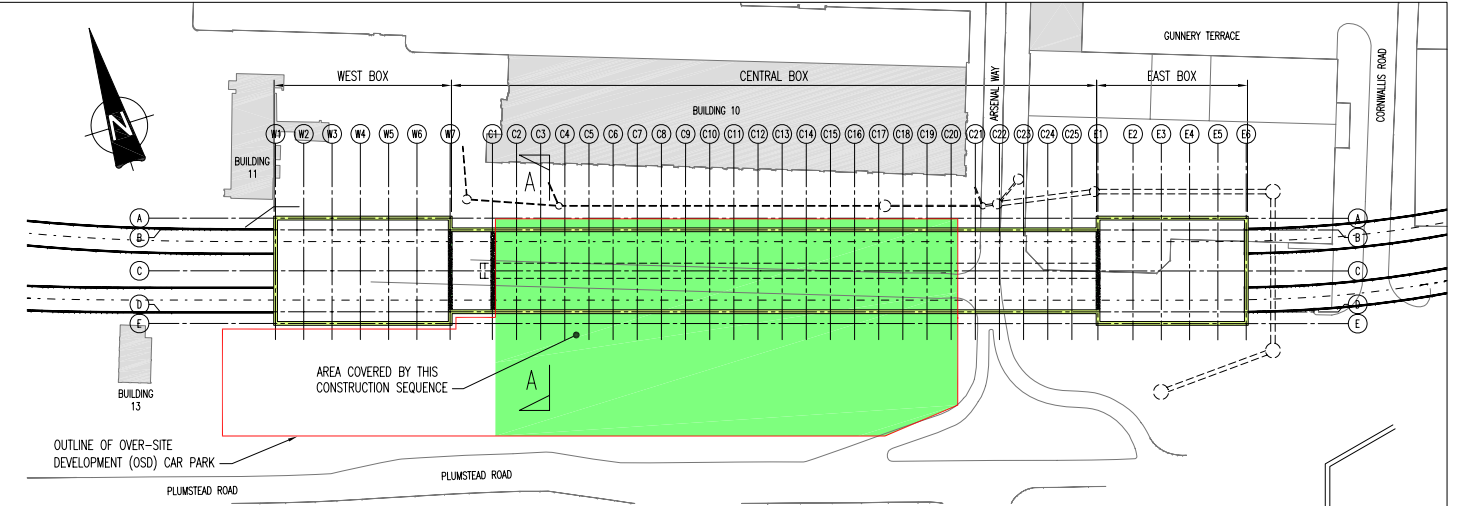 GUNNERY TERRACE
WEST BOX
CENTRAL BOX
EAST BOX
ARSENAL WAY
CORNWALLIS ROAD
BUILDING 10
N
W1 W2 W3 W4 W5 W6 W7 C1 C2 C3 C4 C5 C6 C7 C8 C9 C10 C11 C12 C13 C14 C15 C16 C17 C18 C19 C20 C21 C22 C23 C24 C25 E1 E2 E3 E4 E5 E6
BUILDING
11
A
A A
B B
C C
D D
E E
AREA COVERED BY THIS
CONSTRUCTION SEQUENCE
A
BUILDING
13
OUTLINE OF OVER-SITE
DEVELOPMENT (OSD) CAR PARK
PLUMSTEAD ROAD
PLUMSTEAD ROAD